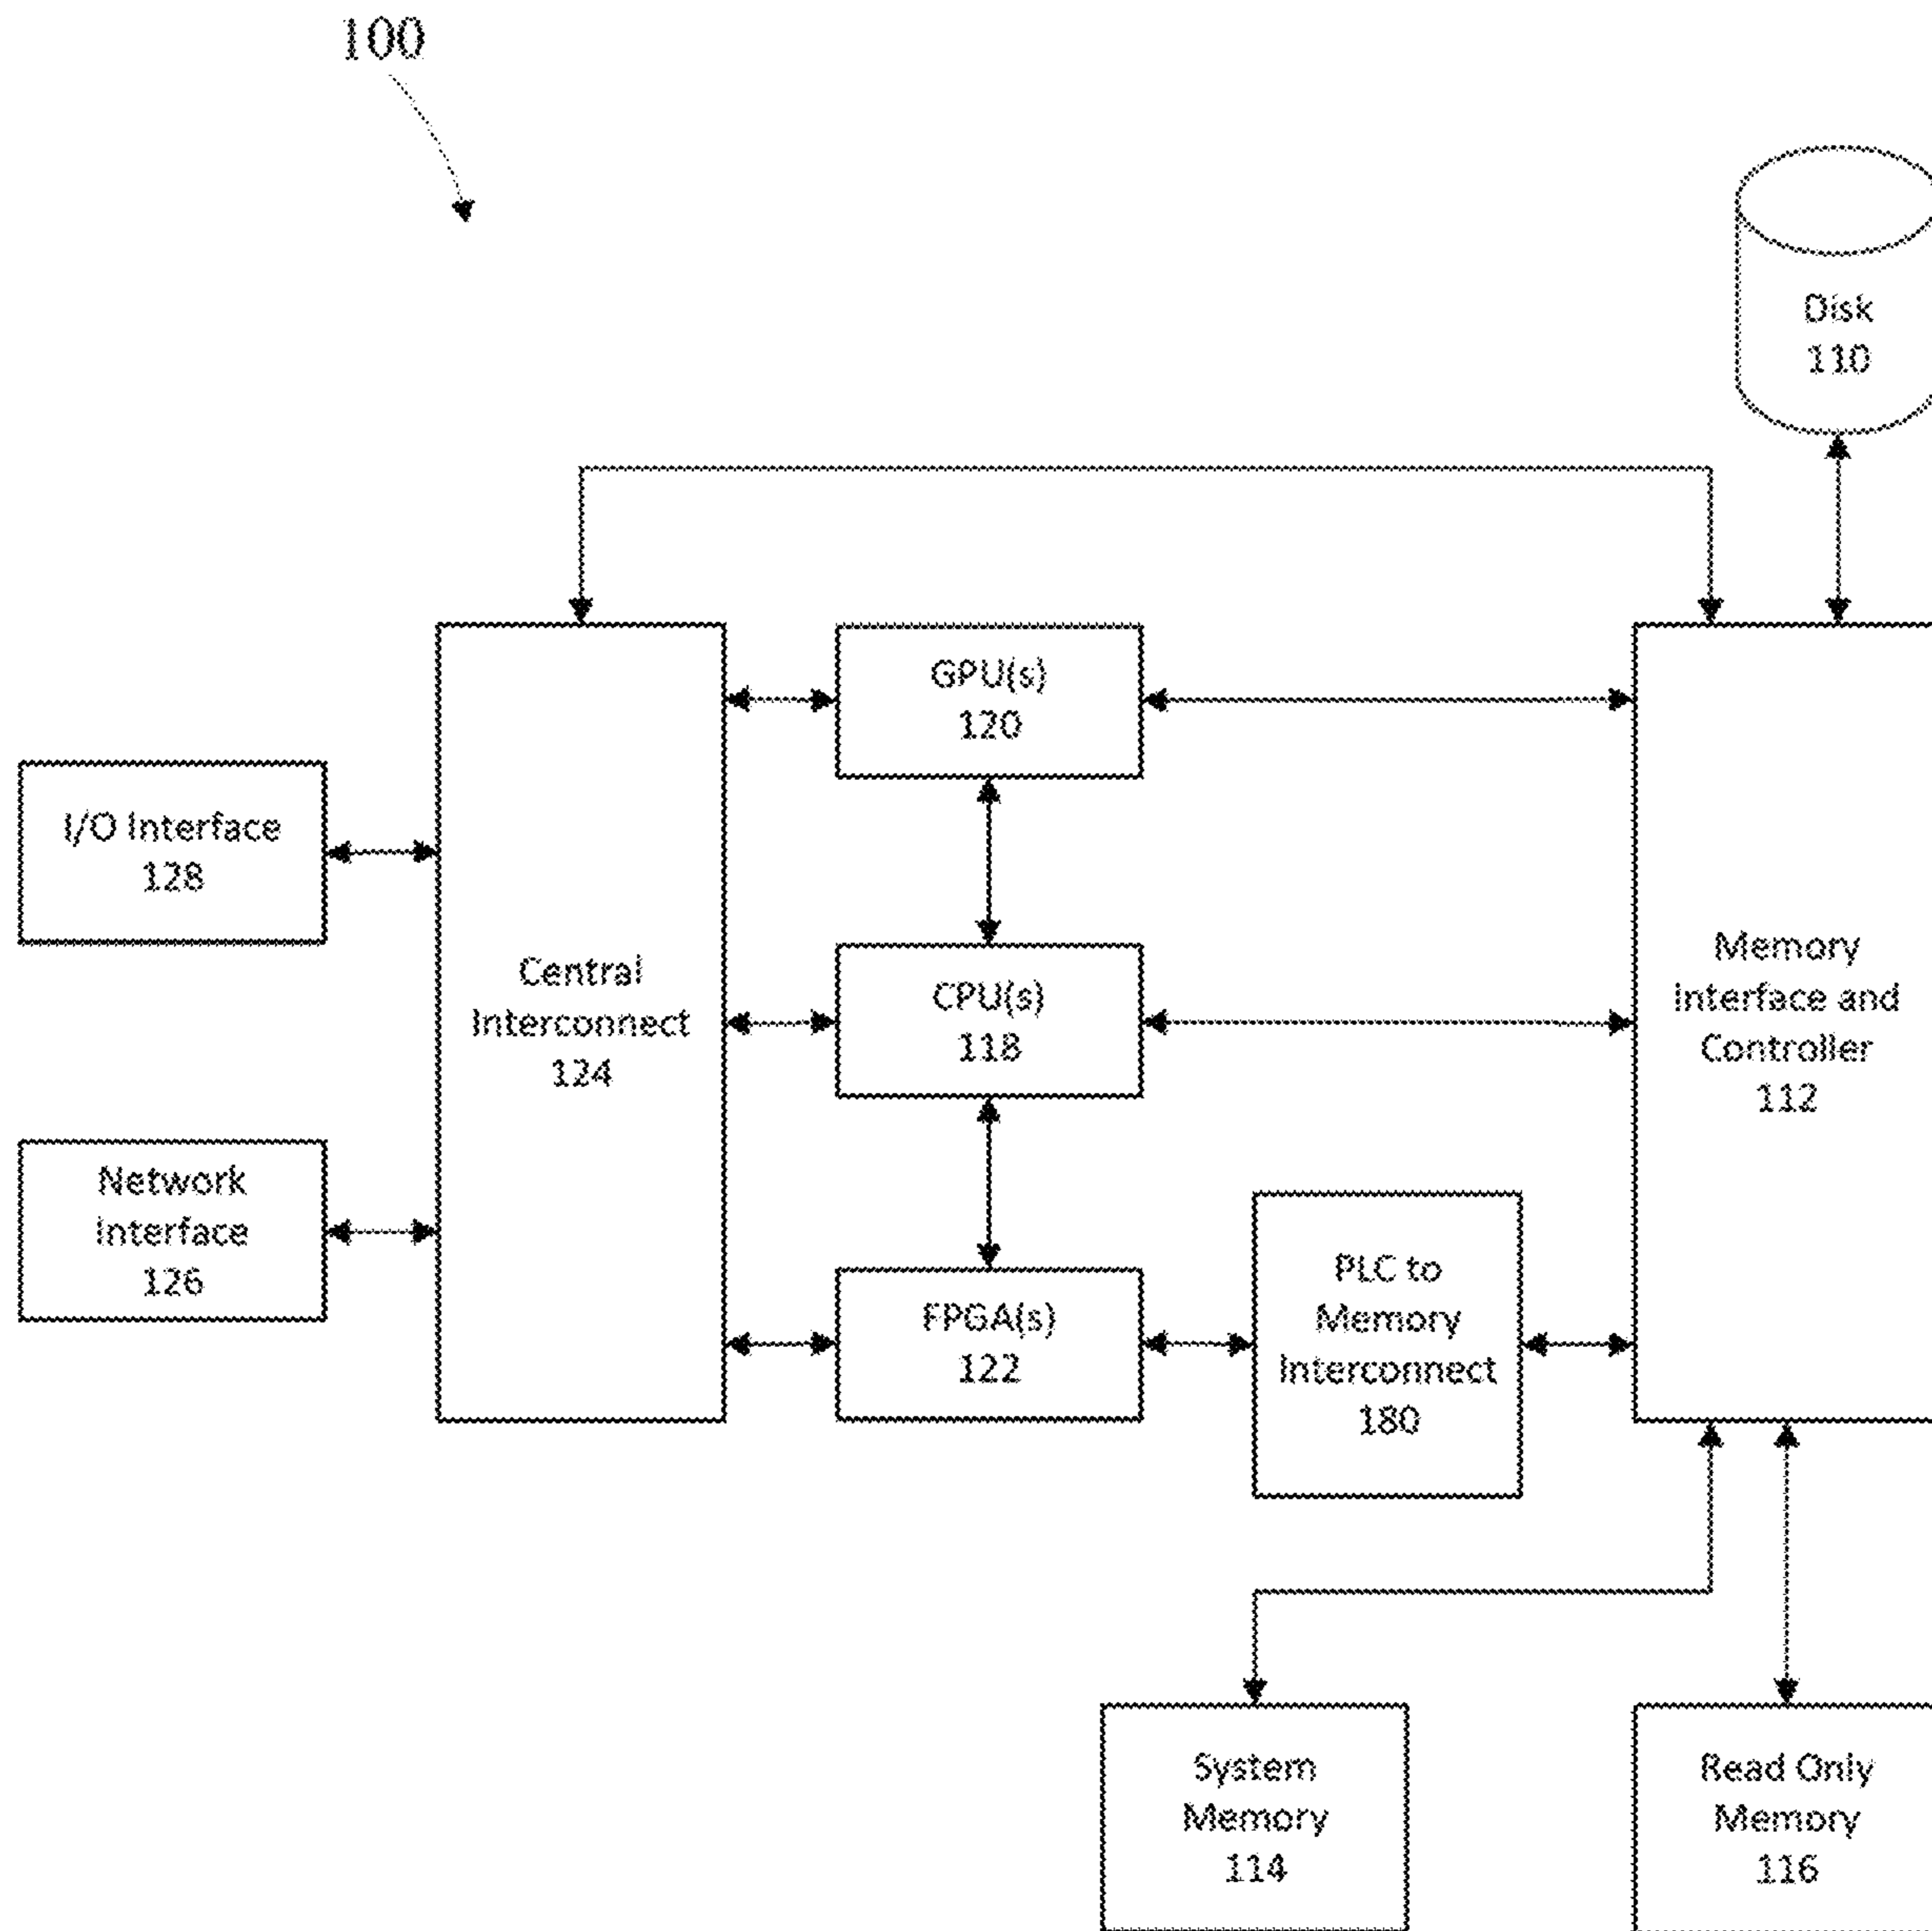 100
Disk
110
GPU(s)
120
I/O Interface
128
Central
Interconnect
124
CPU(s)
118
Memory
Interface and
Controller
112
Network
Interface
126
FPGA(s)
122
PLC to
Memory
Interconnect
180
System
Memory
114
Read Only
Memory
116